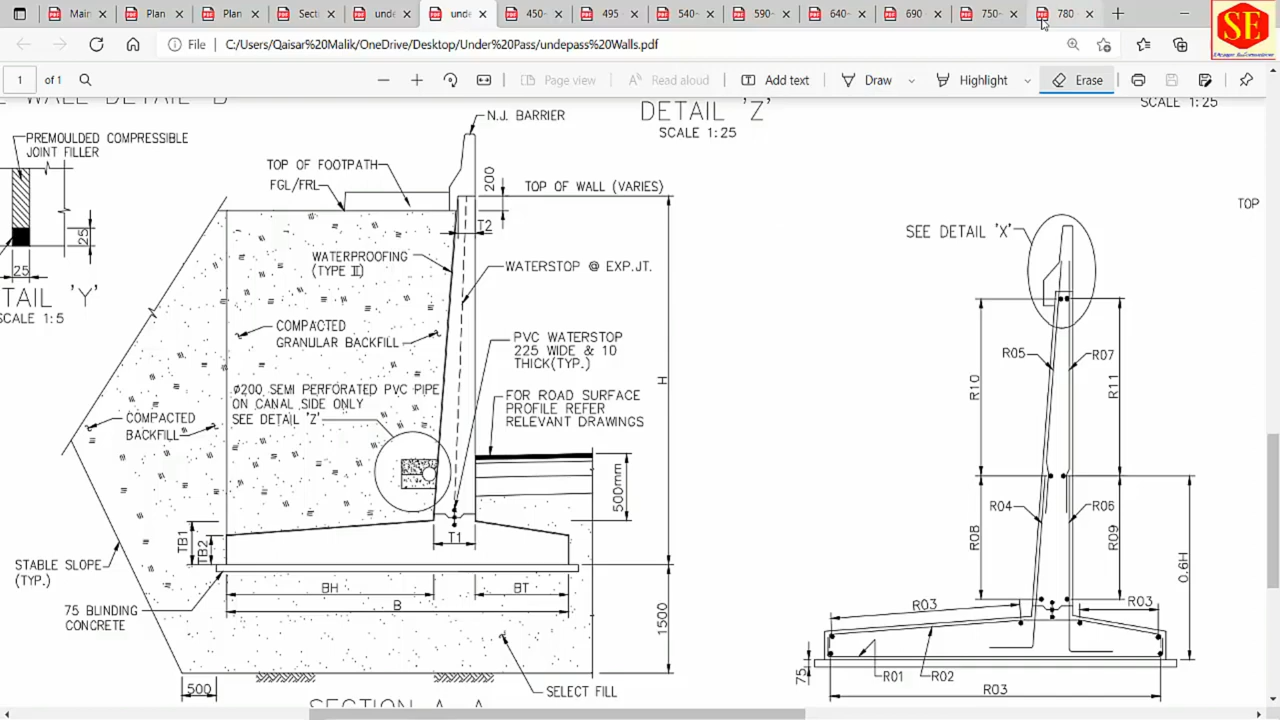 Main
Plan
Plan
Secti
unde
unde
450-
495
540-
590-
640-
690
750-
780
File
C:/Users/Qaisar%20Malik/OneDrive/Desktop/Under%20Pass/undepass%20Walls.pdf
1
of 1
Page view
Read aloud
Add text
Draw
Highlight
Erase
SE
DETAIL 'Z'
SCALE 1:25
SCALE 1:25
PREMOULDED COMPRESSIBLE
JOINT FILLER
25
25
TAIL 'Y'
SCALE 1:5
N.J. BARRIER
TOP OF FOOTPATH
FGL/FRL
200
TOP OF WALL (VARIES)
T2
WATERPROOFING
(TYPE II)
WATERSTOP @ EXP.JT.
COMPACTED
GRANULAR BACKFILL
PVC WATERSTOP
225 WIDE & 10
THICK(TYP.)
Ø200 SEMI PERFORATED PVC PIPE
ON CANAL SIDE ONLY
SEE DETAIL 'Z'
COMPACTED
BACKFILL
FOR ROAD SURFACE
PROFILE REFER
RELEVANT DRAWINGS
H
500mm
TB1
TB2
T1
STABLE SLOPE
(TYP.)
BH
BT
B
75 BLINDING
CONCRETE
1500
500
SELECT FILL
SECTION A-A
TOP
SEE DETAIL 'X'
R05
R07
R10
R11
R04
R06
R08
R09
0.6H
R03
R03
75
R01
R02
R03